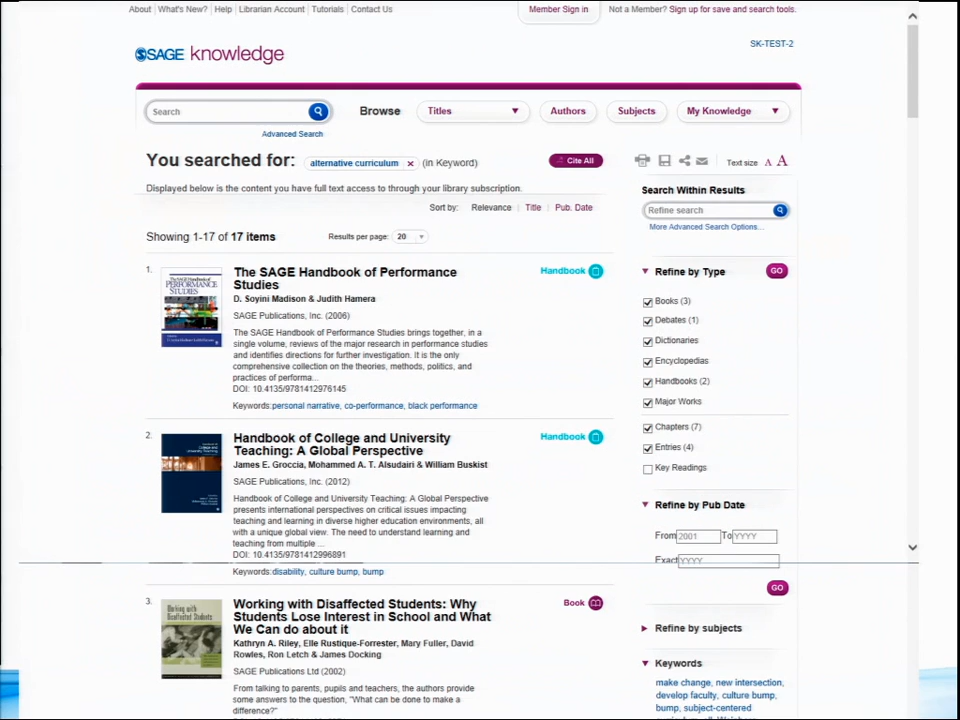 About | What's New? | Help | Librarian Account | Tutorials | Contact Us
Member Sign in
Not a Member? Sign up for save and search tools.
SAGE knowledge
SK-TEST-2
Search
Browse
Titles
Authors
Subjects
My Knowledge
Advanced Search
You searched for: alternative curriculum x (in Keyword)
Cite All
Text size A A
Displayed below is the content you have full text access to through your library subscription.
Sort by: Relevance | Title | Pub. Date
Showing 1-17 of 17 items
Results per page: 20
1.
PERFORMANCE
STUDIES
The SAGE Handbook of Performance
Studies
Handbook
D. Soyini Madison & Judith Hamera
SAGE Publications, Inc. (2006)
The SAGE Handbook of Performance Studies brings together, in a
single volume, reviews of the major research in performance studies
and identifies directions for further investigation. It is the only
comprehensive collection on the theories, methods, politics, and
practices of performa...
DOI: 10.4135/9781412976145
Keywords:personal narrative, co-performance, black performance
2.
Handbook of College and University
Teaching: A Global Perspective
Handbook
James E. Groccia, Mohammed A. T. Alsudairi & William Buskist
SAGE Publications, Inc. (2012)
Handbook of College and University Teaching: A Global Perspective
presents international perspectives on critical issues impacting
teaching and learning in diverse higher education environments, all
with a unique global view. The need to understand learning and
teaching from multiple ...
DOI: 10.4135/9781412996891
Keywords:disability, culture bump, bump
3.
Working with
Disaffected Students
Working with Disaffected Students: Why
Students Lose Interest in School and What
We Can do about it
Book
Kathryn A. Riley, Elle Rustique-Forrester, Mary Fuller, David
Rowles, Ron Letch & James Docking
SAGE Publications Ltd (2002)
From talking to parents, pupils and teachers, the authors provide
some answers to the question, "What can be done to make a
difference?"
Search Within Results
Refine search
More Advanced Search Options...
Refine by Type
GO
Books (3)
Debates (1)
Dictionaries
Encyclopedias
Handbooks (2)
Major Works
Chapters (7)
Entries (4)
Key Readings
Refine by Pub Date
From 2001 To YYYY
Exact YYYY
GO
Refine by subjects
Keywords
make change, new intersection,
develop faculty, culture bump,
bump, subject-centered